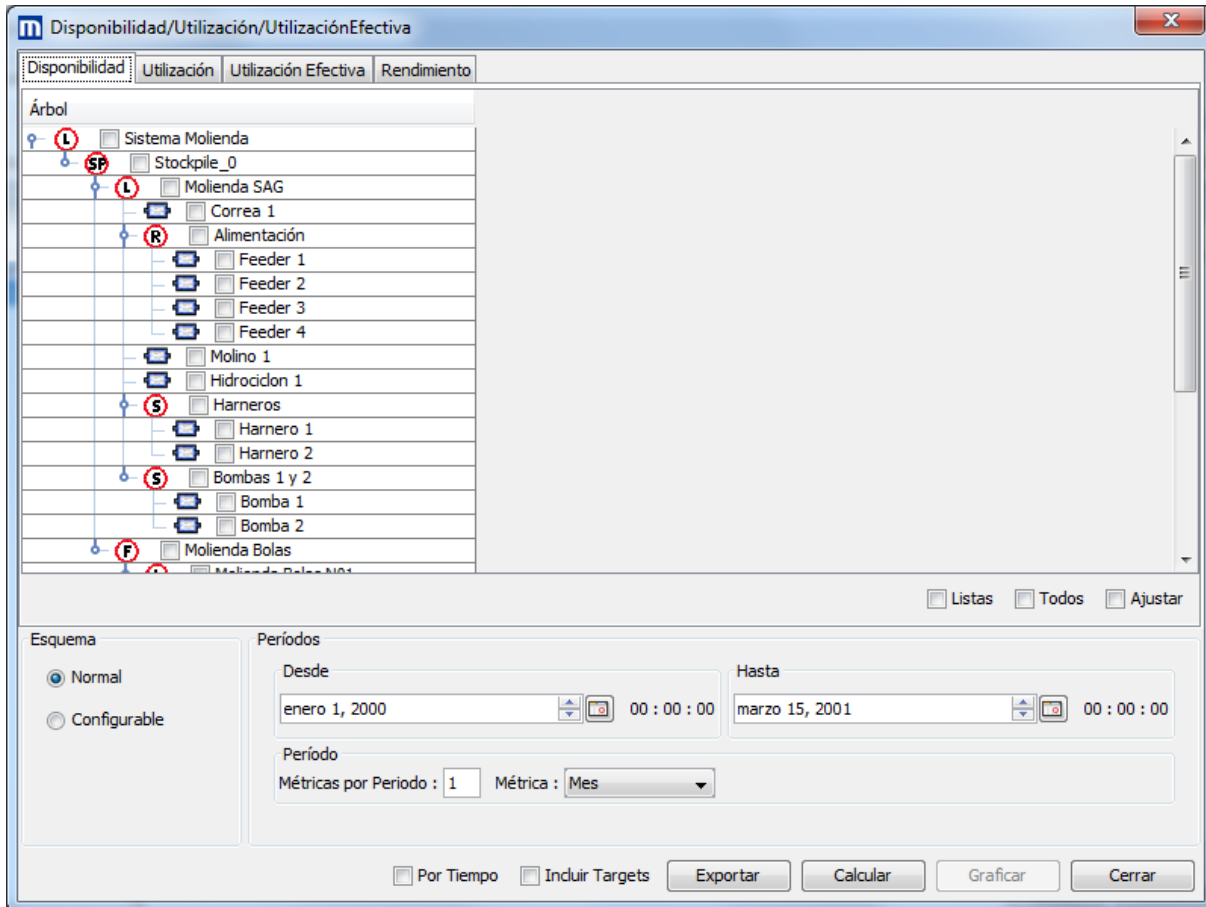 m Disponibilidad/Utilización/UtilizaciónEfectiva
Disponibilidad Utilización Utilización Efectiva Rendimiento
Árbol
L Sistema Molienda
SP Stockpile_0
L Molienda SAG
Correa 1
R Alimentación
Feeder 1
Feeder 2
Feeder 3
Feeder 4
Molino 1
Hidrociclon 1
S Harneros
Harnero 1
Harnero 2
S Bombas 1 y 2
Bomba 1
Bomba 2
F Molienda Bolas
L Molienda Bolas N01
Listas Todos Ajustar
Esquema
Normal
Configurable
Períodos
Desde
enero 1, 2000 00 : 00 : 00
Hasta
marzo 15, 2001 00 : 00 : 00
Período
Métricas por Periodo : 1 Métrica : Mes
Por Tiempo Incluir Targets Exportar Calcular Graficar Cerrar